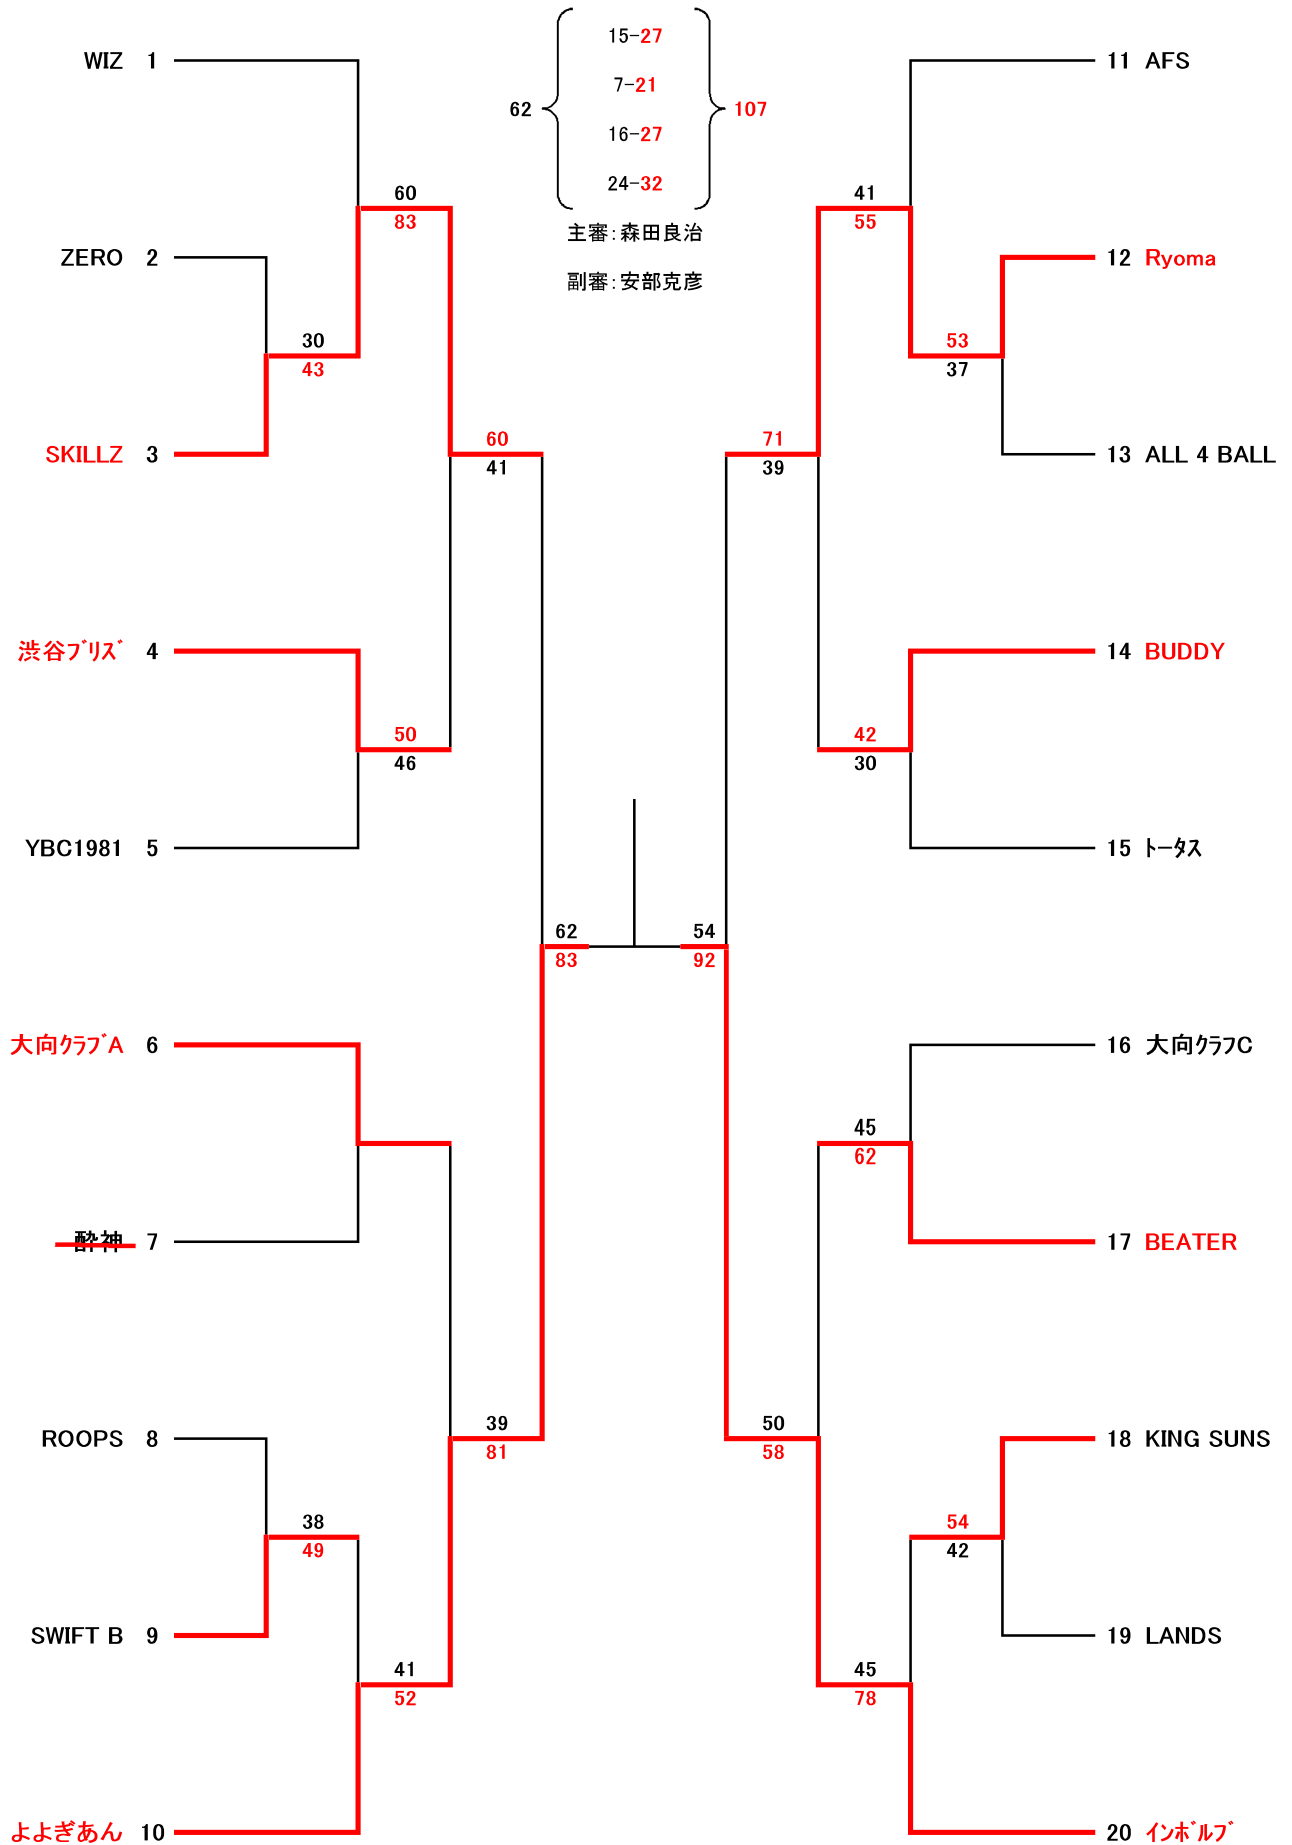 15-27
WIZ 1
11 AFS
7-21
62
107
16-27
24-32
60
41
83
55
主審:森田良治
ZERO 2
12 Ryoma
副審:安部克彦
30
53
43
37
60
71
SKILLZ 3
13 ALL 4 BALL
41
39
渋谷ﾌﾞﾘｽﾞ 4
14 BUDDY
50
42
46
30
YBC1981 5
15 ﾄｰﾀｽ
62
54
83
92
大向ｸﾗﾌﾞA 6
16 大向ｸﾗﾌC
45
62
酔神 7
17 BEATER
39
50
ROOPS 8
18 KING SUNS
81
58
38
54
49
42
SWIFT B 9
19 LANDS
41
45
52
78
よよぎあん 10
20 ｲﾝﾎﾞﾙﾌﾞ